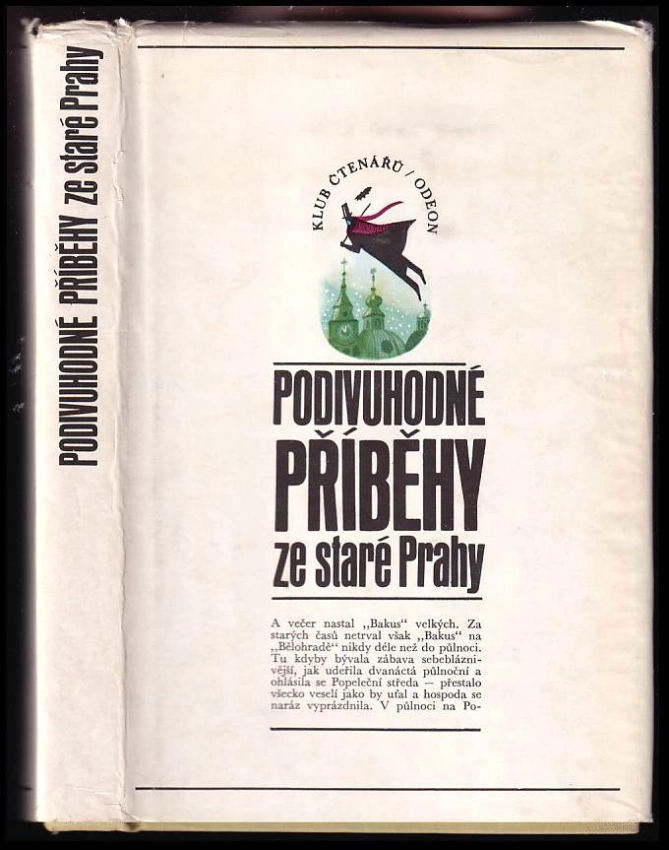 PODIVUHODNÉ PŘÍBĚHY ze staré Prahy
KLUB ČTENÁŘŮ / ODEON
PODIVUHODNÉ
PŘÍBĚHY
ze staré Prahy
A večer nastal ,,Bakus“ velkých. Za
starých časů netrval však ,,Bakus“ na
,,Bělohradě“ nikdy déle než do půlnoci.
Tu kdyby bývala zábava sebeblázni-
vější, jak udeřila dvanáctá půlnoční a
ohlásila se Popeleční středa — přestalo
všecko veselí jako by uťal a hospoda se
naráz vyprázdnila. V půlnoci na Po-